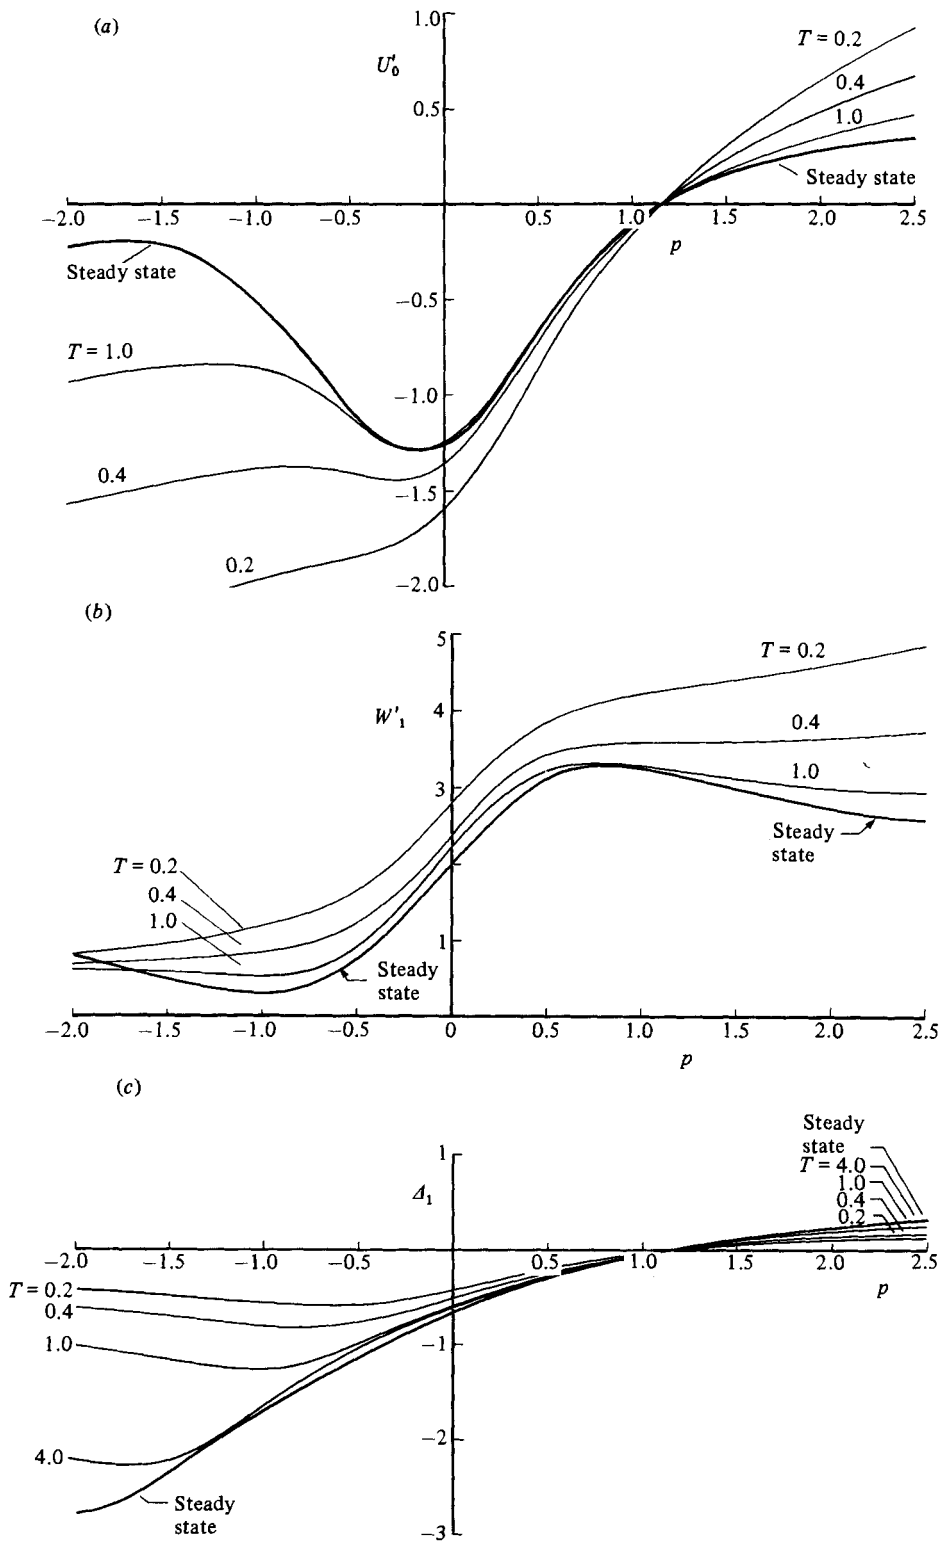 (a)
1.0
U′₀
T = 0.2
0.4
0.5
1.0
Steady state
−2.0 −1.5 −1.0 −0.5 0.5 1.0 1.5 2.0 2.5
p
Steady state
−0.5
T = 1.0
−1.0
0.4
−1.5
0.2
−2.0
(b)
5
T = 0.2
4
W′₁
0.4
1.0
3
Steady
state
T = 0.2
0.4
1.0
1
Steady
state
−2.0 −1.5 −1.0 −0.5 0 0.5 1.0 1.5 2.0 2.5
p
(c)
Steady
state
1
T = 4.0
Δ₁
1.0
0.4
0.2
−2.0 −1.5 −1.0 −0.5 0.5 1.0 1.5 2.0 2.5
T = 0.2
p
0.4
1.0
−1
−2
4.0
Steady
state
−3